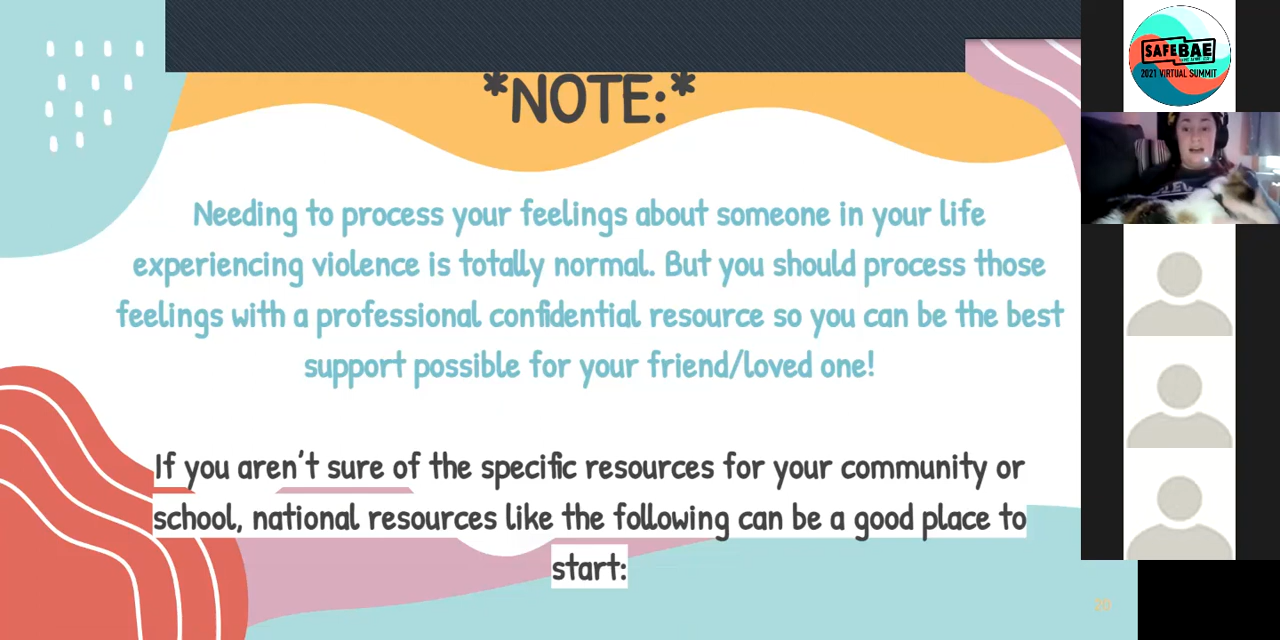 *NOTE:*
Needing to process your feelings about someone in your life
experiencing violence is totally normal. But you should process those
feelings with a professional confidential resource so you can be the best
support possible for your friend/loved one!
If you aren't sure of the specific resources for your community or
school, national resources like the following can be a good place to
start:
SAFEBAE
2021 VIRTUAL SUMMIT